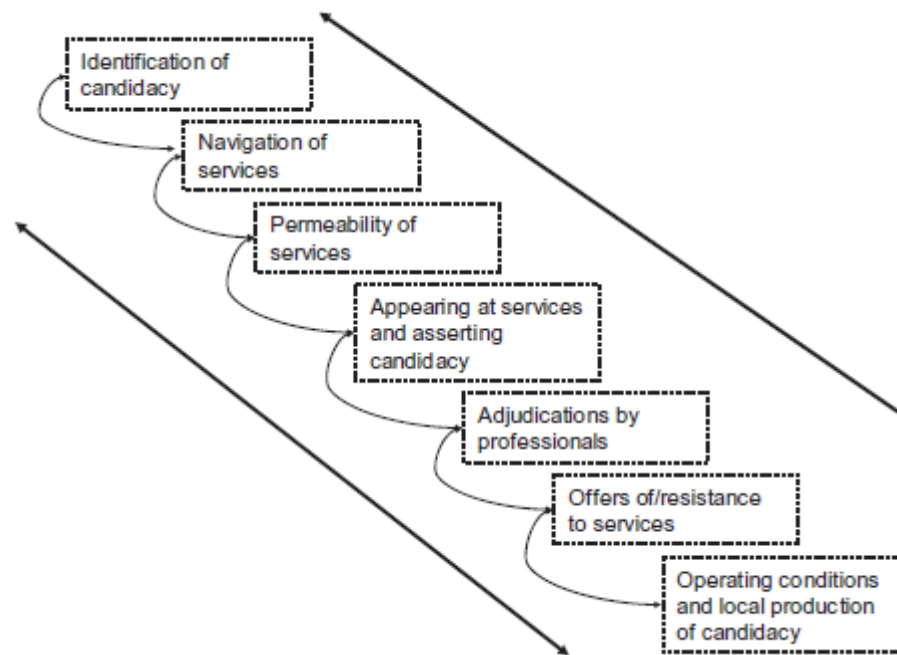 Identification of
candidacy
Navigation of
services
Permeability of
services
Appearing at services
and asserting
candidacy
Adjudications by
professionals
Offers of/resistance
to services
Operating conditions
and local production
of candidacy